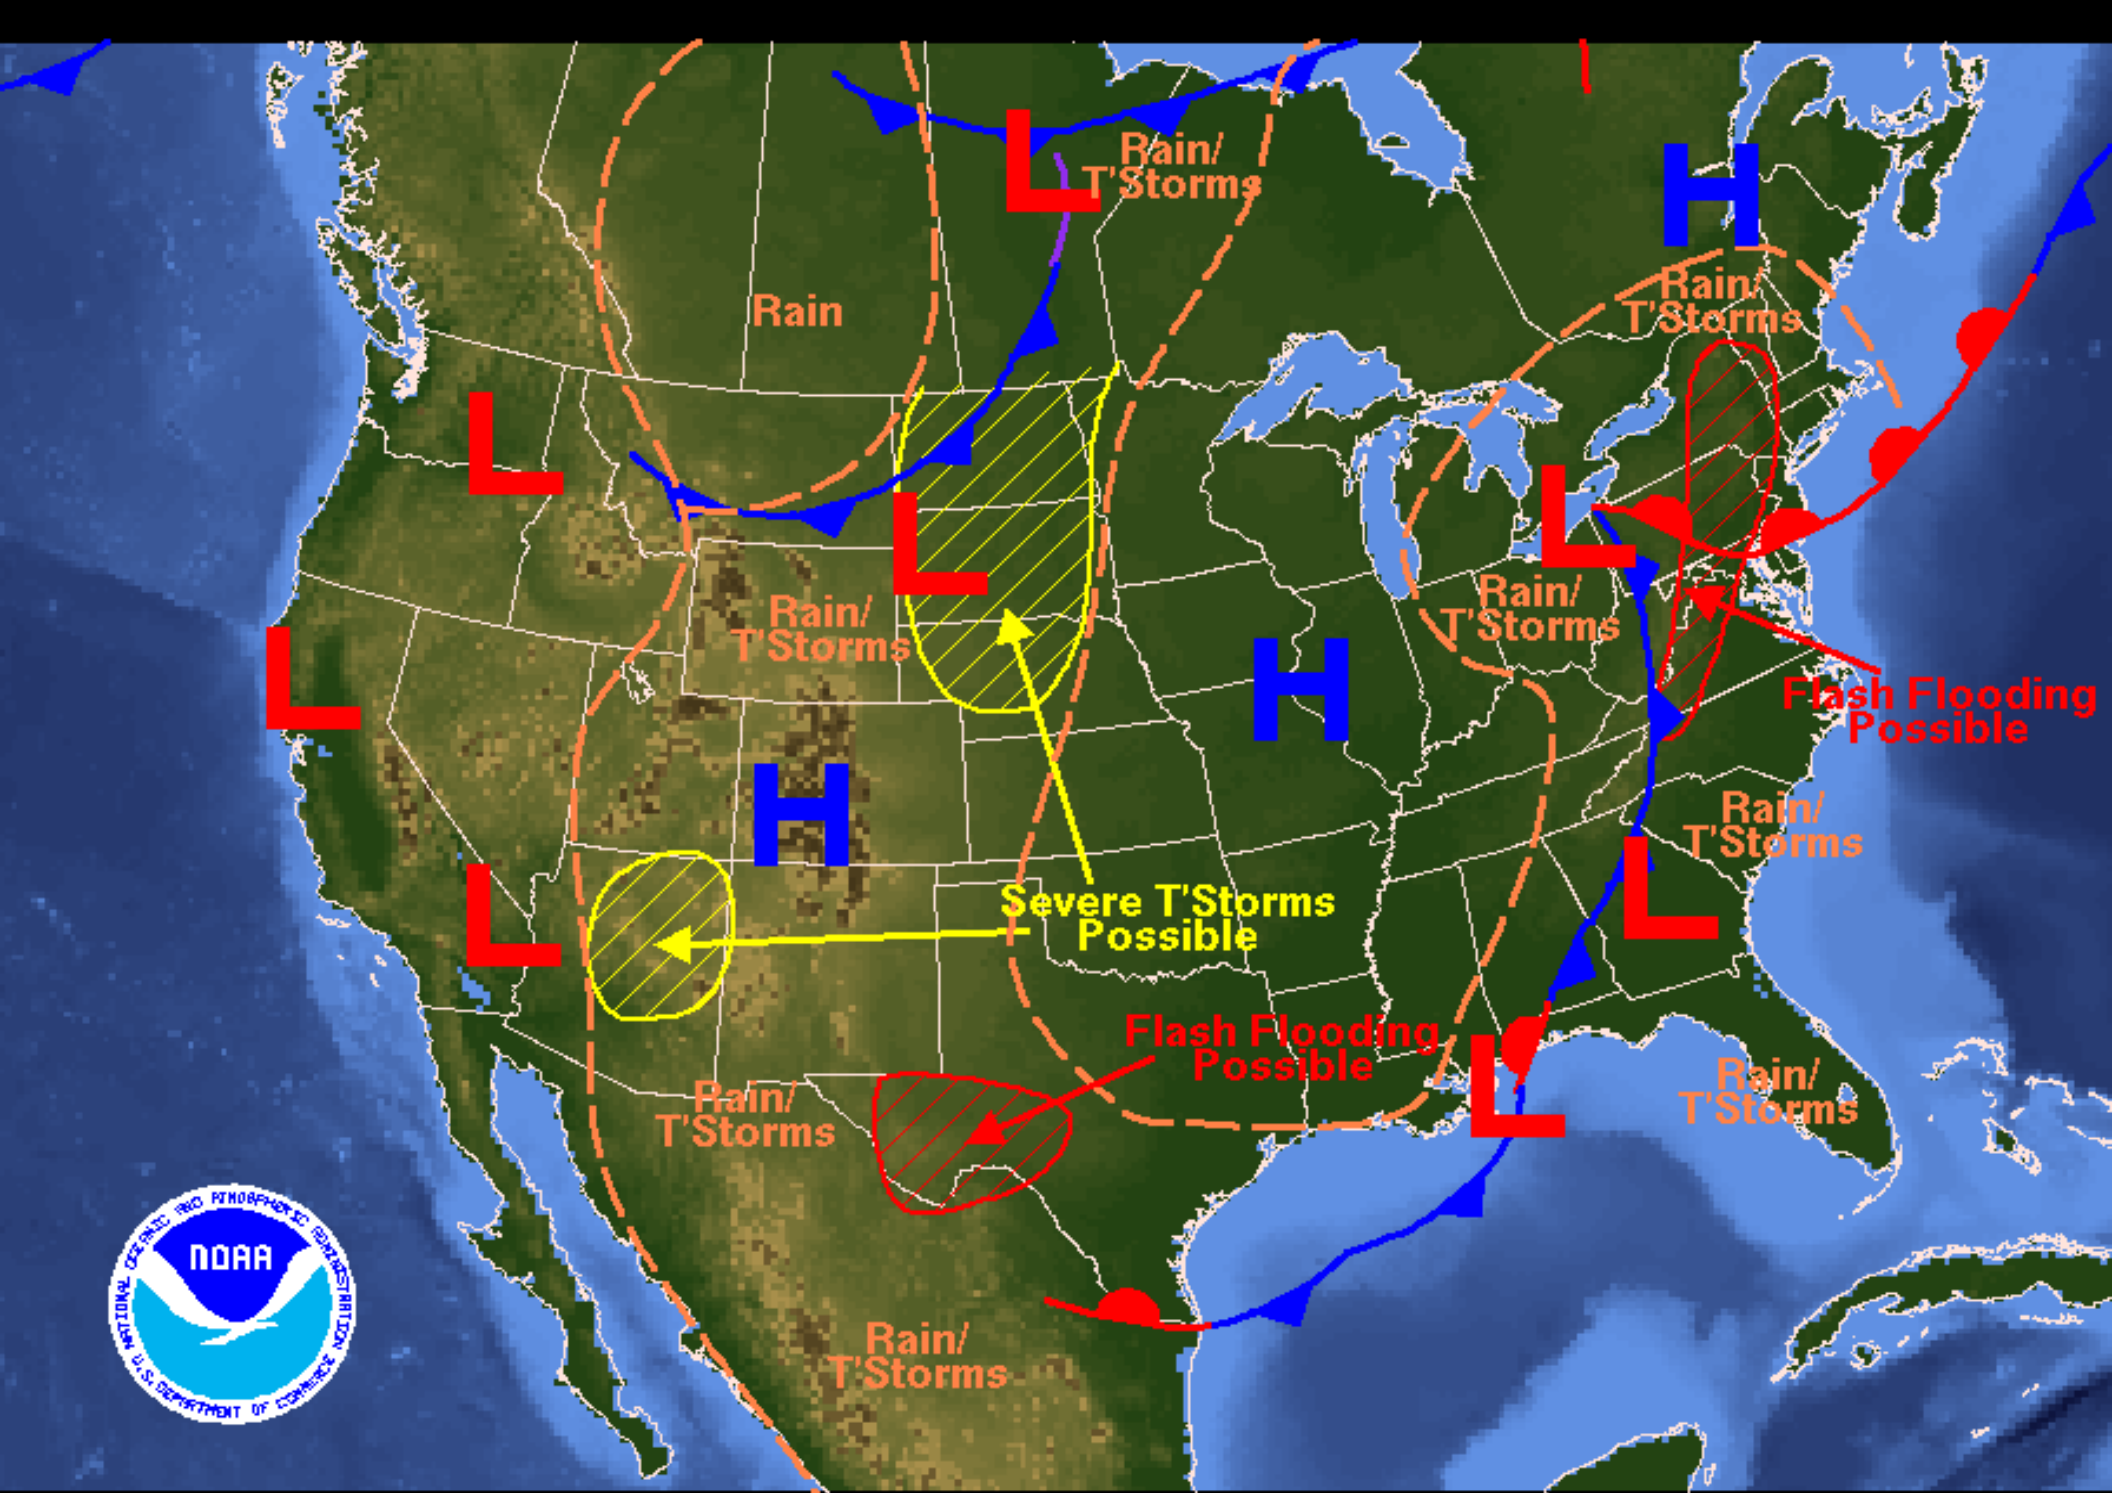 L
Rain/
T'Storms
H
Rain
Rain/
T'Storms
L
L
L
Rain/
T'Storms
Rain/
T'Storms
L
H
Flash Flooding
Possible
H
Rain/
T'Storms
L
L
Severe T'Storms
Possible
Flash Flooding
Possible
L
Rain/
T'Storms
Rain/
T'Storms
Rain/
T'Storms
NATIONAL OCEANIC AND ATMOSPHERIC ADMINISTRATION
NOAA
U.S. DEPARTMENT OF COMMERCE